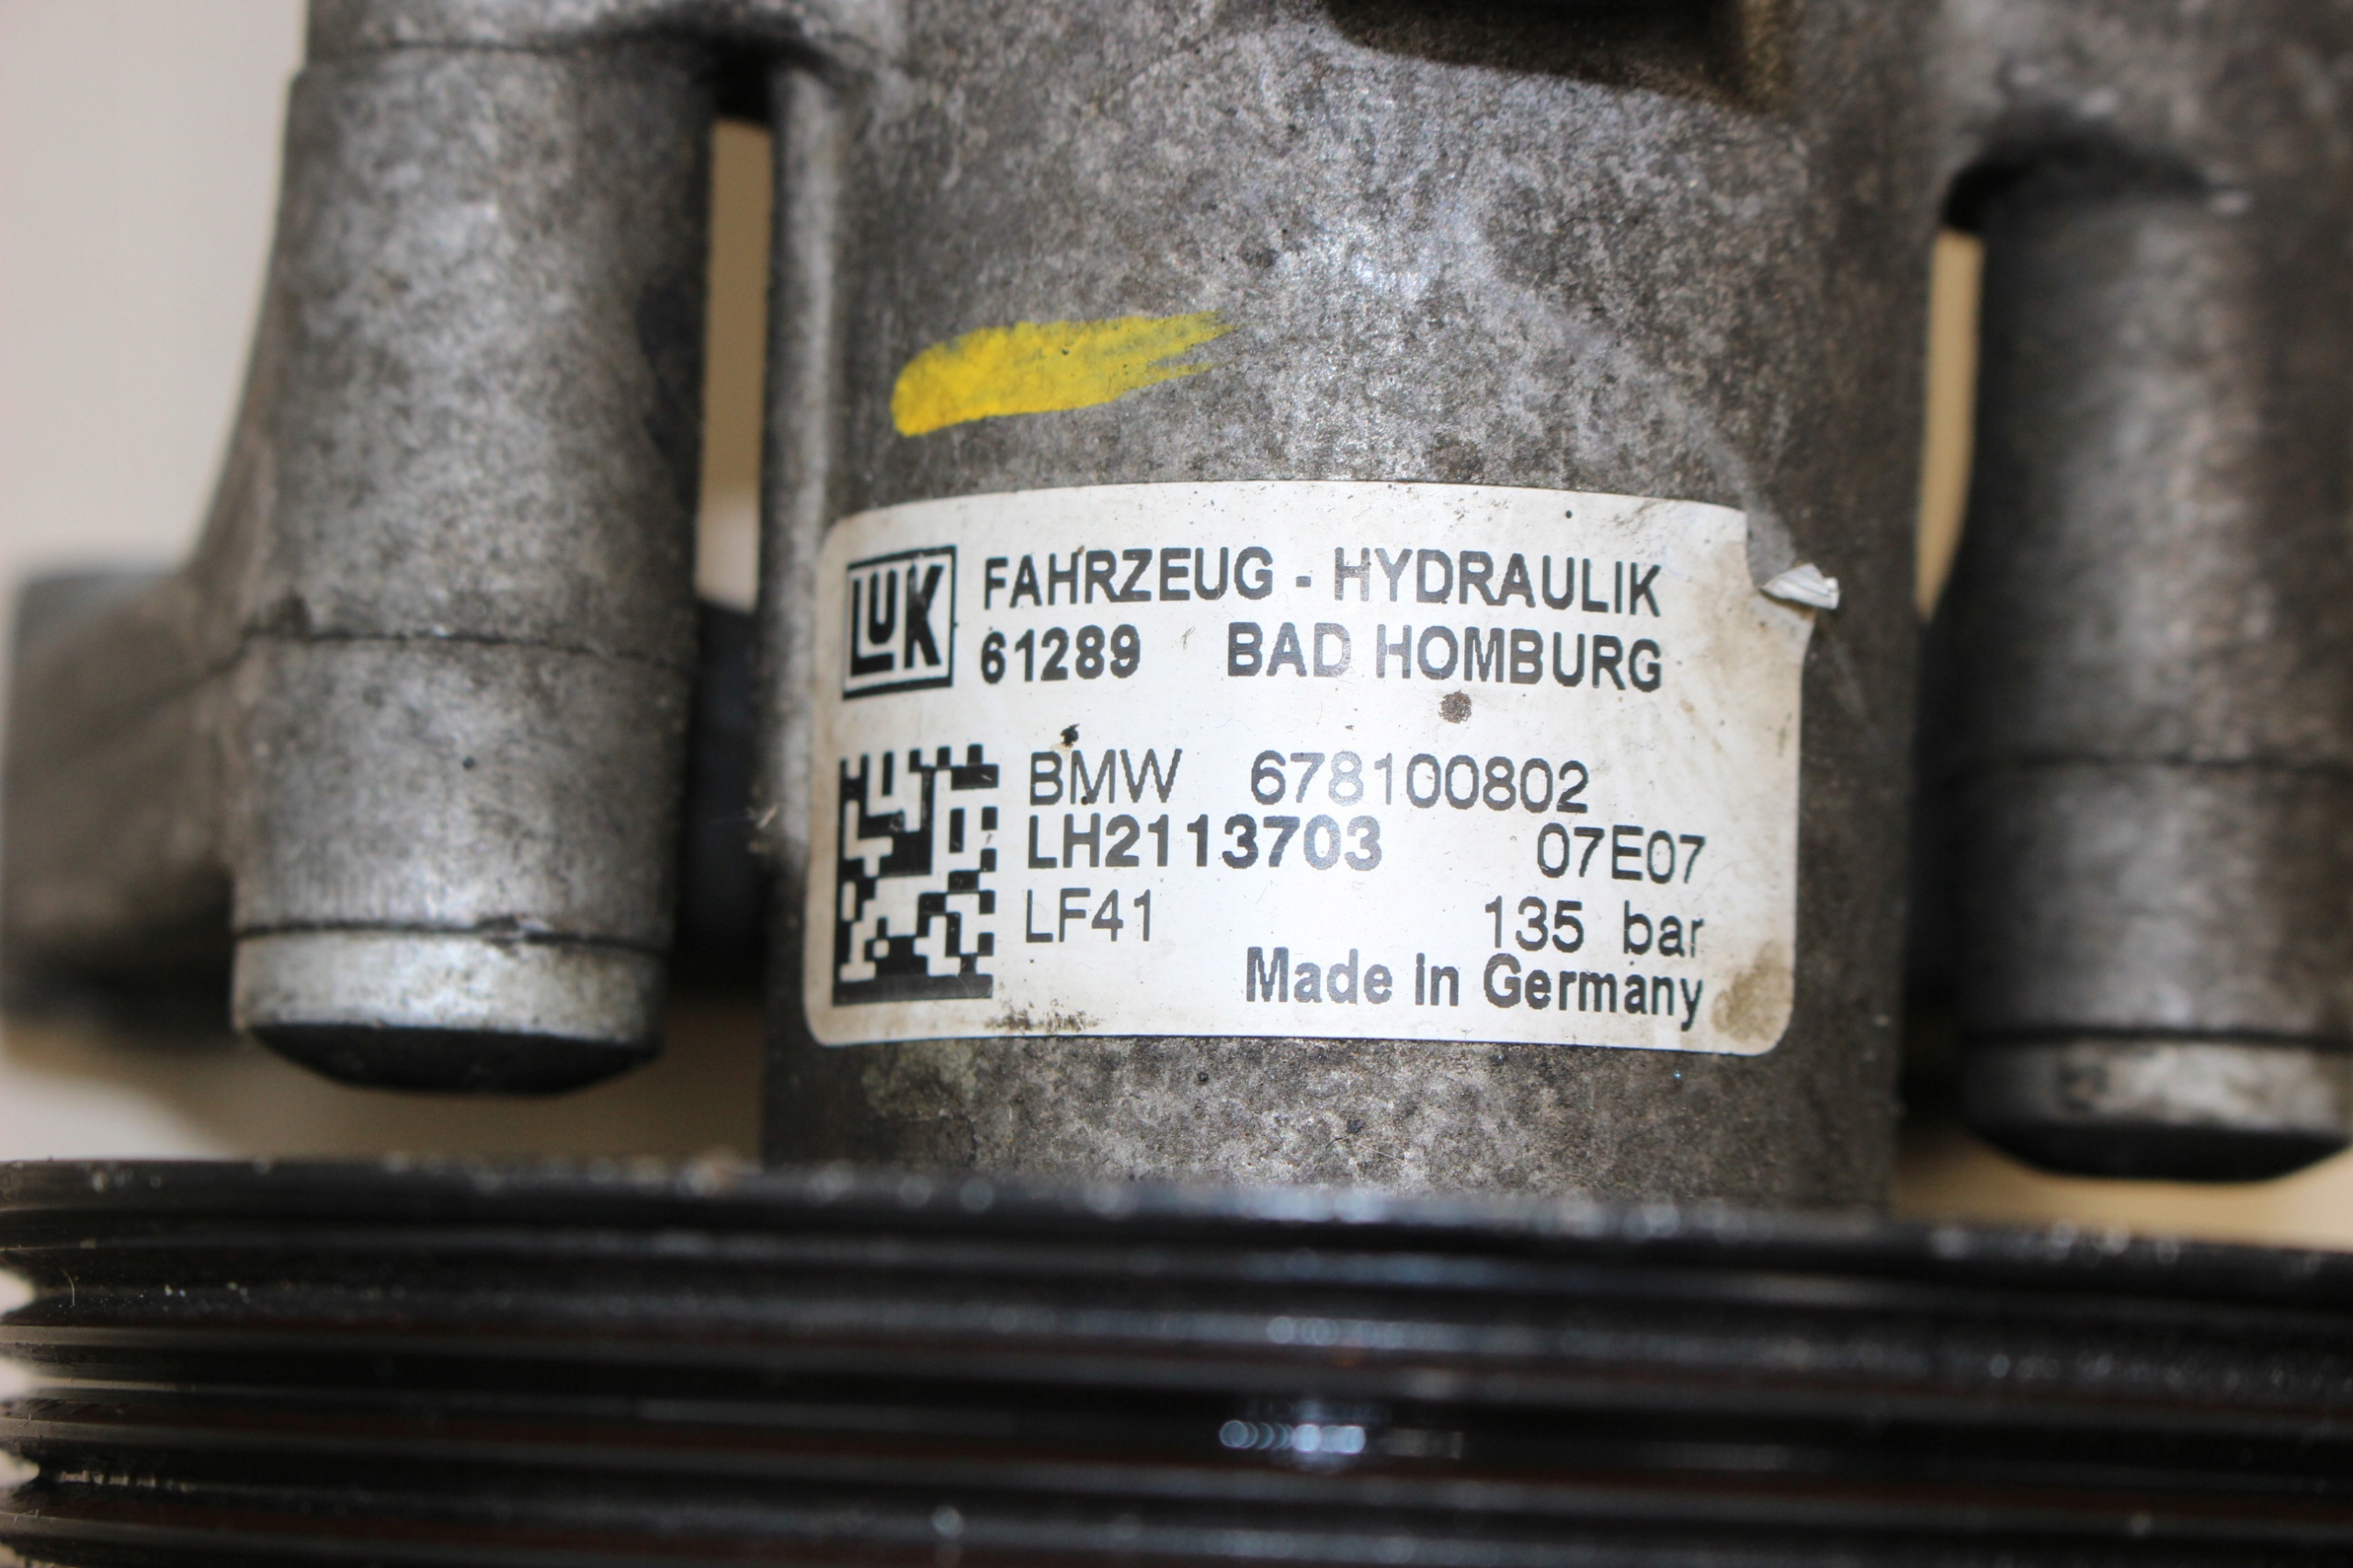 LUK FAHRZEUG - HYDRAULIK
61289 BAD HOMBURG
BMW 678100802
LH2113703 07E07
LF41 135 bar
Made in Germany